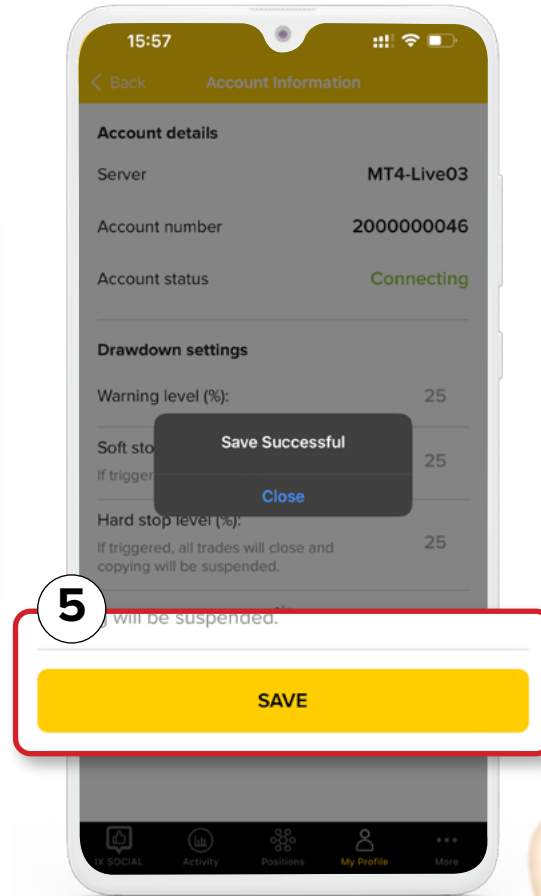 15:57
Back Account Information
Account details
Server MT4-Live03
Account number 2000000046
Account status Connecting
Drawdown settings
Warning level (%): 25
Save Successful
Soft sto 25
If trigger
Close
Hard stop level (%):
If triggered, all trades will close and 25
copying will be suspended.
5
will be suspended.
SAVE
IX SOCIAL Activity Positions My Profile More